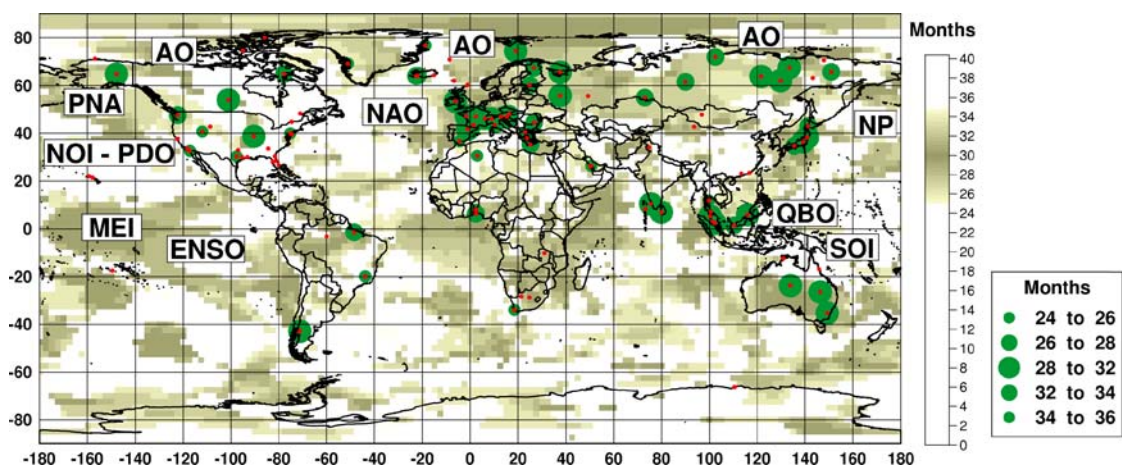 Months
80
60
40
20
0
-20
-40
-60
-80
AO
AO
AO
PNA
NAO
NP
NOI - PDO
MEI
ENSO
QBO
SOI
-180 -160 -140 -120 -100 -80 -60 -40 -20 0 20 40 60 80 100 120 140 160 180
40
38
36
34
32
30
28
26
24
22
20
18
16
14
12
10
8
6
4
2
0
Months
24 to 26
26 to 28
28 to 32
32 to 34
34 to 36